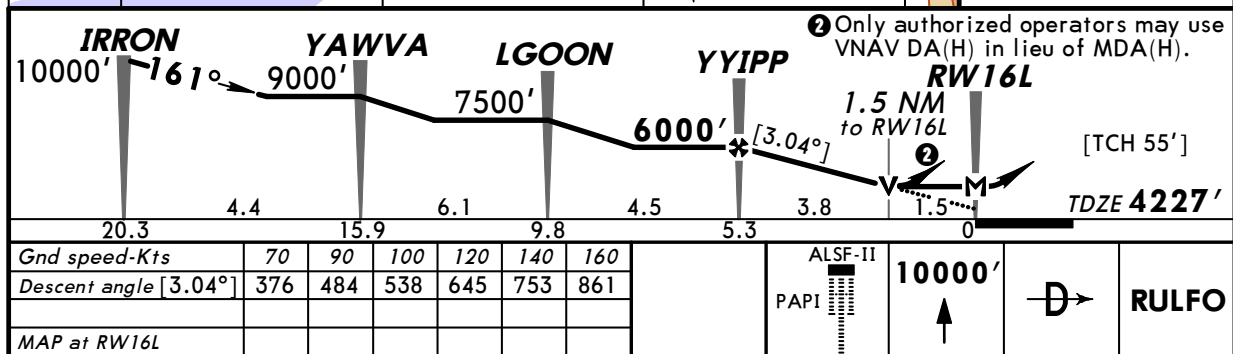 ❷Only authorized operators may use
VNAV DA(H) in lieu of MDA(H).
IRRON
YAWVA
LGOON
YYIPP
RW16L
10000'
161°
9000'
7500'
6000'
[3.04°]
1.5 NM
to RW16L
❷
[TCH 55']
V
M
4.4
6.1
4.5
3.8
1.5
TDZE 4227'
20.3
15.9
9.8
5.3
0
Gnd speed-Kts 70 90 100 120 140 160
Descent angle [3.04°] 376 484 538 645 753 861
MAP at RW16L
ALSF-II
PAPI
10000'
D
RULFO